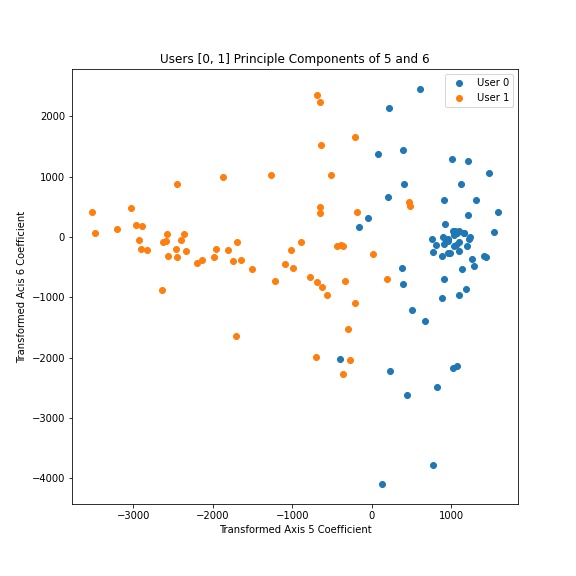 Users [0, 1] Principle Components of 5 and 6
User 0
User 1
2000
1000
0
−1000
−2000
−3000
−4000
Transformed Acis 6 Coefficient
−3000 −2000 −1000 0 1000
Transformed Axis 5 Coefficient